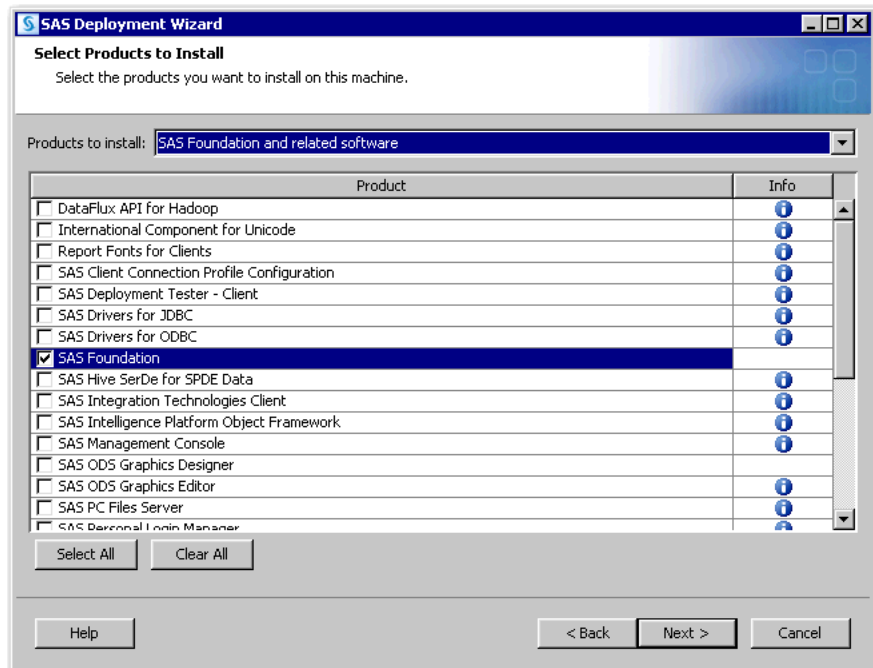 SAS Deployment Wizard
Select Products to Install
Select the products you want to install on this machine.
Products to install: SAS Foundation and related software
Product Info
DataFlux API for Hadoop
International Component for Unicode
Report Fonts for Clients
SAS Client Connection Profile Configuration
SAS Deployment Tester - Client
SAS Drivers for JDBC
SAS Drivers for ODBC
SAS Foundation
SAS Hive SerDe for SPDE Data
SAS Integration Technologies Client
SAS Intelligence Platform Object Framework
SAS Management Console
SAS ODS Graphics Designer
SAS ODS Graphics Editor
SAS PC Files Server
SAS Personal Login Manager
Select All Clear All
Help < Back Next > Cancel